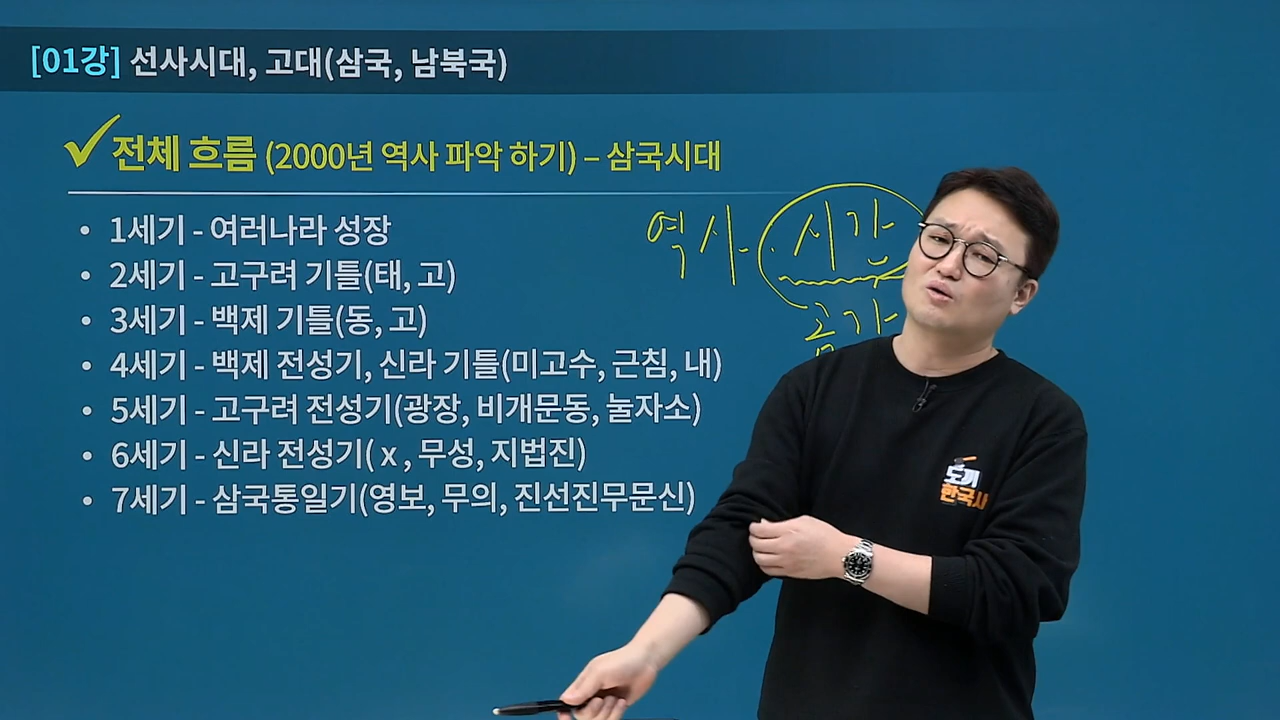 [01강] 선사시대, 고대(삼국, 남북국)
전체 흐름 (2000년 역사 파악 하기) – 삼국시대
• 1세기 - 여러나라 성장
• 2세기 - 고구려 기틀(태, 고)
• 3세기 - 백제 기틀(동, 고)
• 4세기 - 백제 전성기, 신라 기틀(미고수, 근침, 내)
• 5세기 - 고구려 전성기(광장, 비개문동, 눌자소)
• 6세기 - 신라 전성기( x , 무성, 지법진)
• 7세기 - 삼국통일기(영보, 무의, 진선진무문신)
역사 시간
공간
도끼
한국사